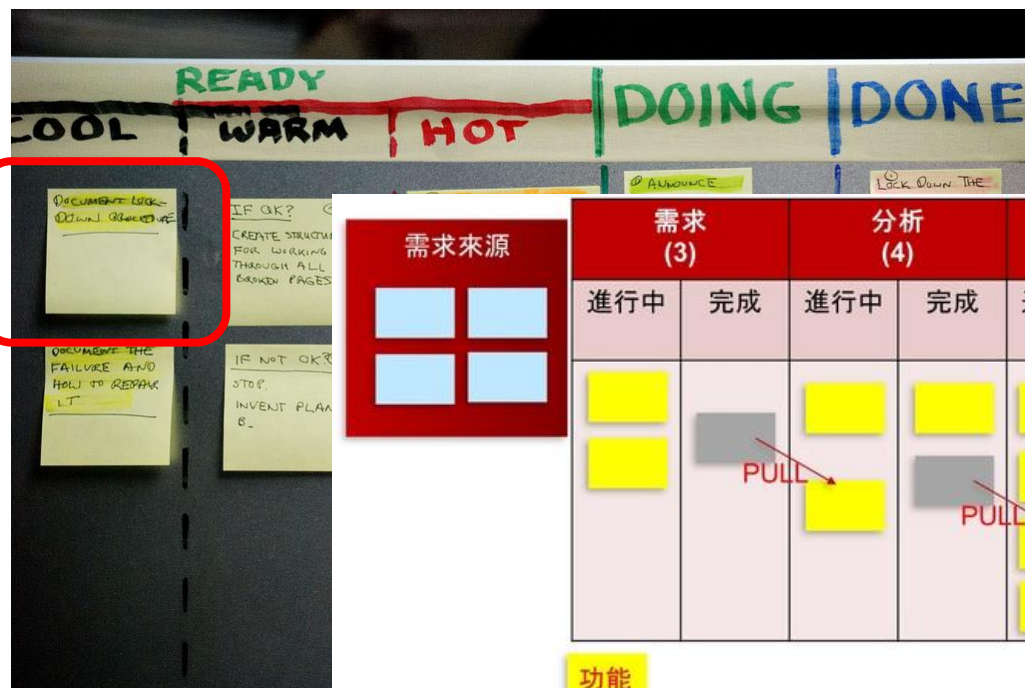 READY
COOL
WARM
HOT
DOING
DONE
DOCUMENT LOCK-
DOWN PROCEDURE
DOCUMENT THE
FAILURE AND
HOW TO REPAIR
IT
IF OK?
CREATE STRUCTU
FOR WORKING
THROUGH ALL
BROKEN PAGES
IF NOT OK?
STOP.
INVENT PLAN
B.
① ANNOUNCE
① LOCK DOWN THE
需求來源
需求
(3)
分析
(4)
進行中
完成
進行中
完成
PULL
PULL
功能